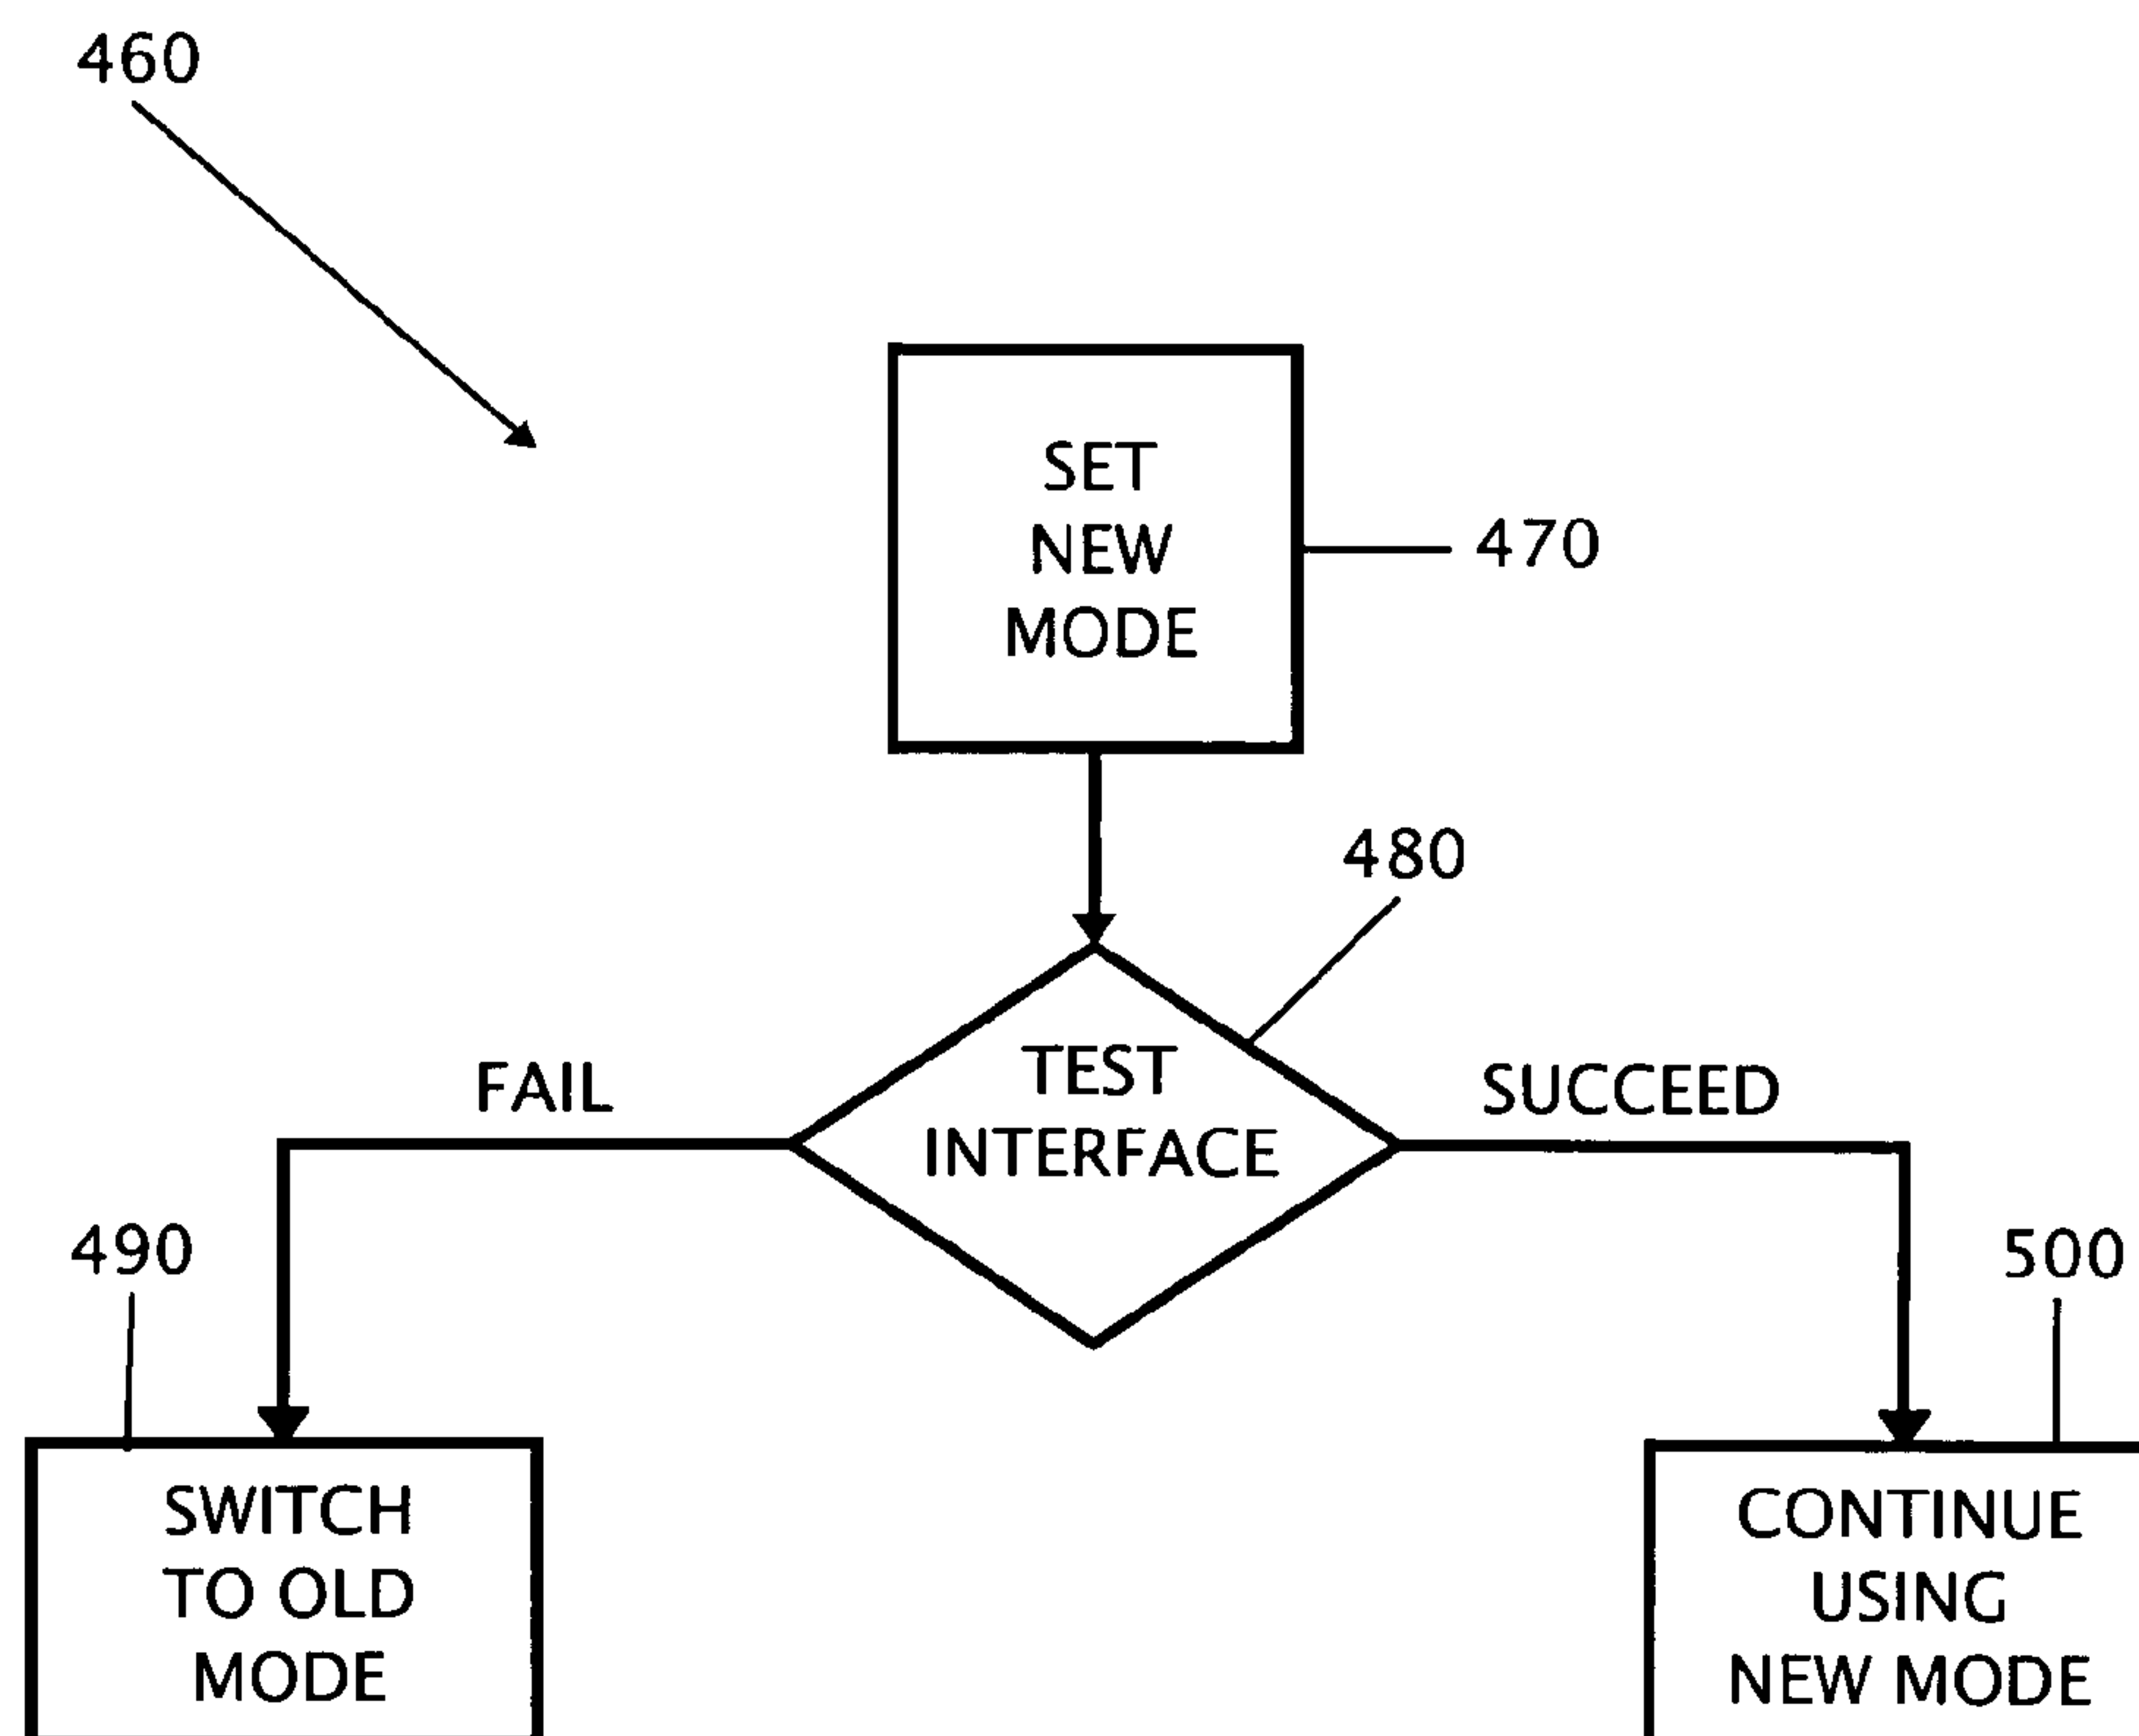 460
SET
NEW
MODE
470
480
TEST
INTERFACE
FAIL
SUCCEED
490
500
SWITCH
TO OLD
MODE
CONTINUE
USING
NEW MODE